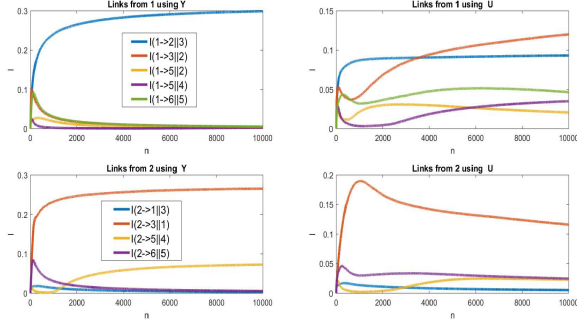 Links from 1 using Y
0.3
0.2
0.1
0
I
I(1->2||3)
I(1->3||2)
I(1->5||2)
I(1->5||4)
I(1->6||5)
0 2000 4000 6000 8000 10000
n
Links from 1 using U
0.15
0.1
0.05
0
I
0 2000 4000 6000 8000 10000
n
Links from 2 using Y
0.3
0.2
0.1
0
I
I(2->1||3)
I(2->3||1)
I(2->5||4)
I(2->6||5)
0 2000 4000 6000 8000 10000
n
Links from 2 using U
0.2
0.15
0.1
0.05
0
I
0 2000 4000 6000 8000 10000
n